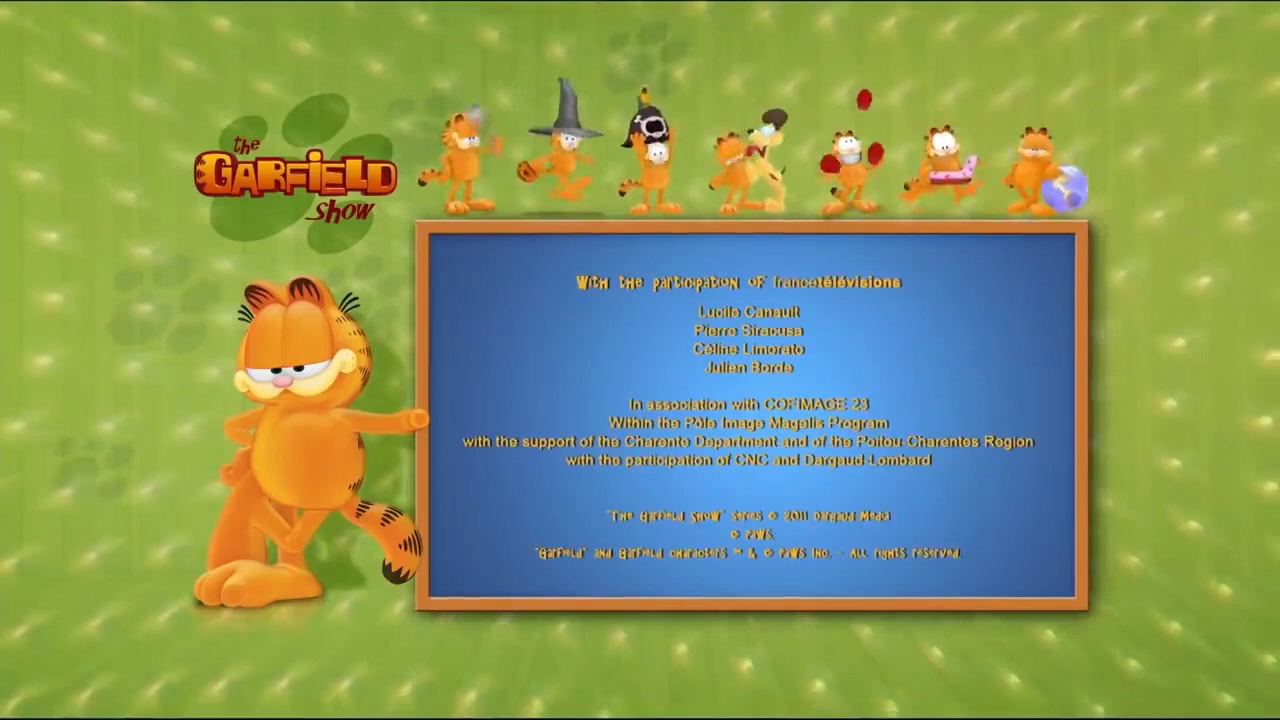 the
GARFIELD
show
With the participation of francetélévisions
Lucile Canault
Pierre Siracusa
Céline Limorato
Julien Borde
In association with COFIMAGE 23
Within the Pôle Image Magelis Program
with the support of the Charente Department and of the Poitou-Charentes Region
with the participation of CNC and Dargaud-Lombard
"The Garfield Show" series © 2011 Dargaud Media
© PAWS.
"Garfield" and Garfield characters ™ & © PAWS INC. - All rights reserved.